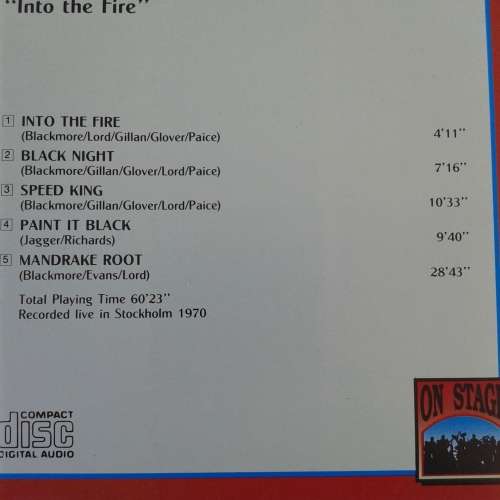 "Into the Fire"
1 INTO THE FIRE
(Blackmore/Lord/Gillan/Glover/Paice) 4'11"
2 BLACK NIGHT
(Blackmore/Gillan/Glover/Lord/Paice) 7'16"
3 SPEED KING
(Blackmore/Gillan/Glover/Lord/Paice) 10'33"
4 PAINT IT BLACK
(Jagger/Richards) 9'40"
5 MANDRAKE ROOT
(Blackmore/Evans/Lord) 28'43"
Total Playing Time 60'23"
Recorded live in Stockholm 1970
COMPACT
disc
DIGITAL AUDIO
ON STAGE